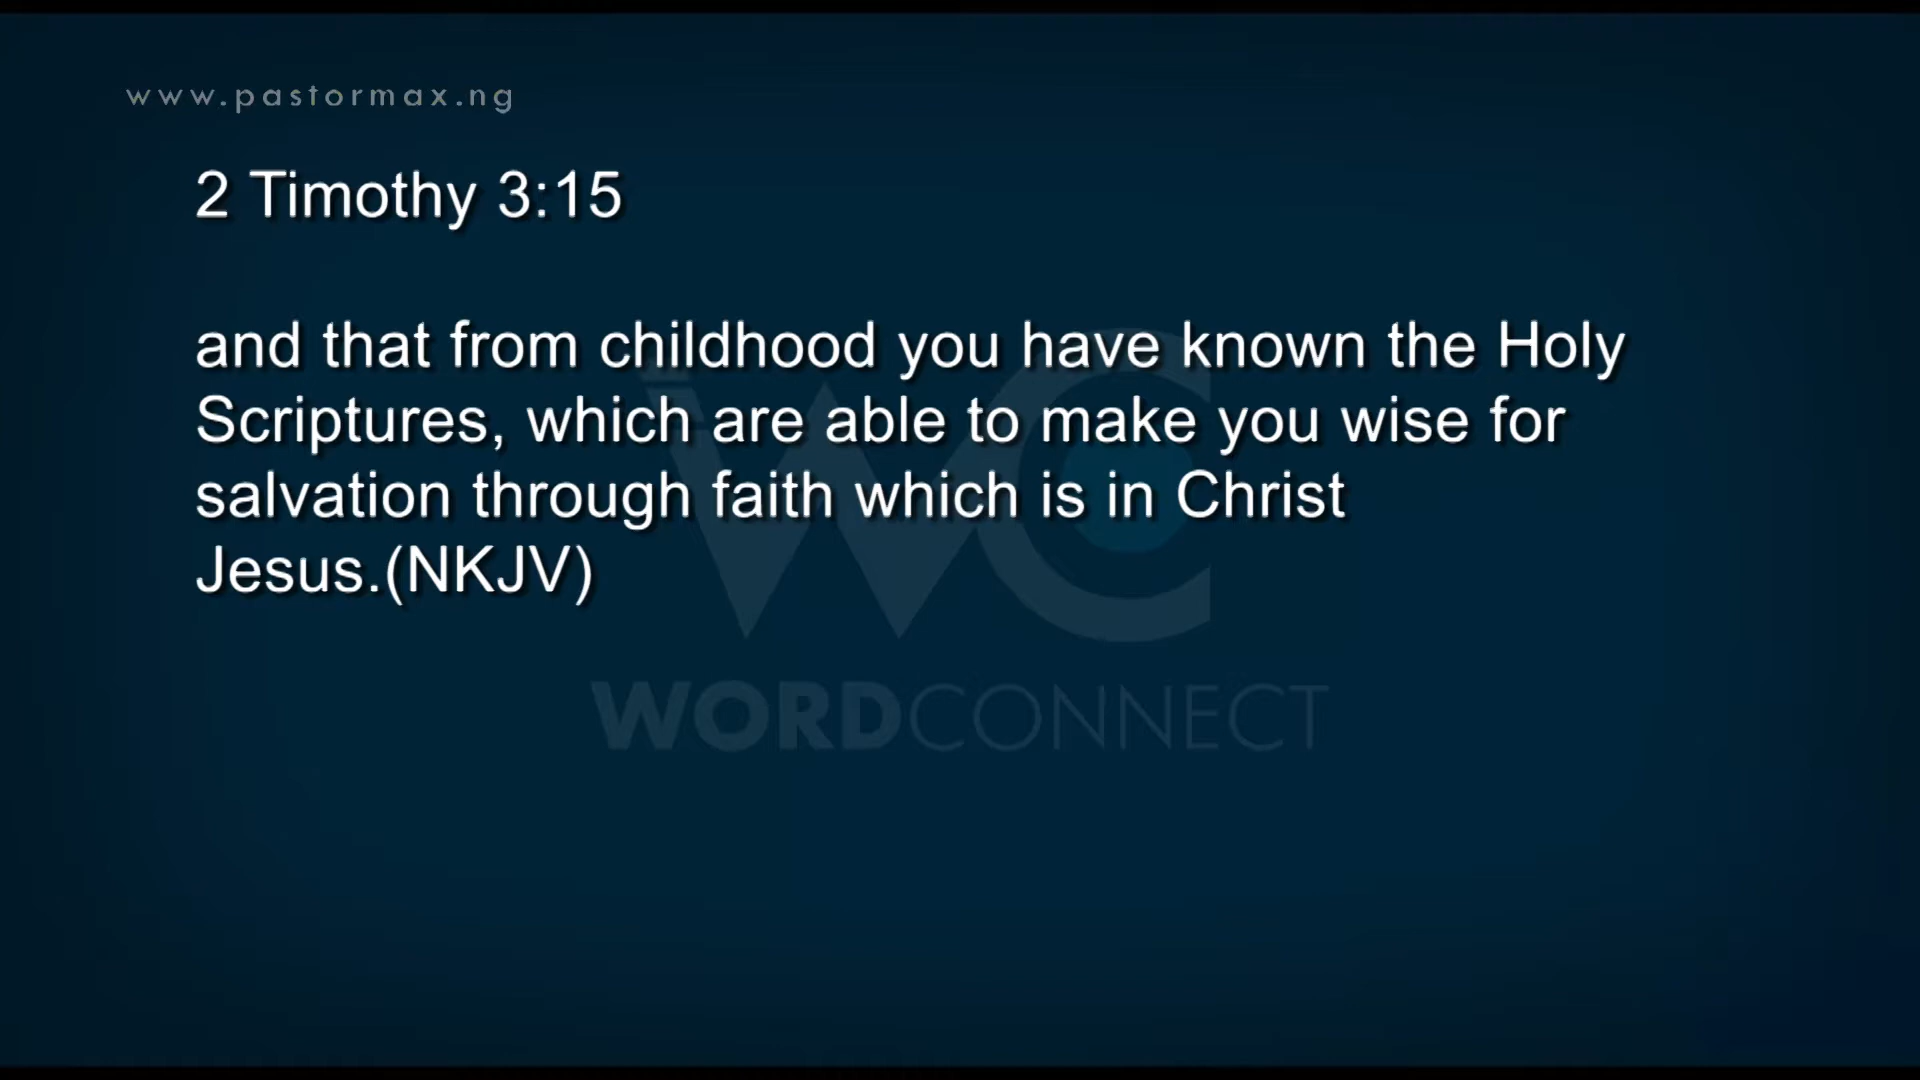 www.pastormax.ng
2 Timothy 3:15
and that from childhood you have known the Holy
Scriptures, which are able to make you wise for
salvation through faith which is in Christ
Jesus.(NKJV)
WC
WORDCONNECT